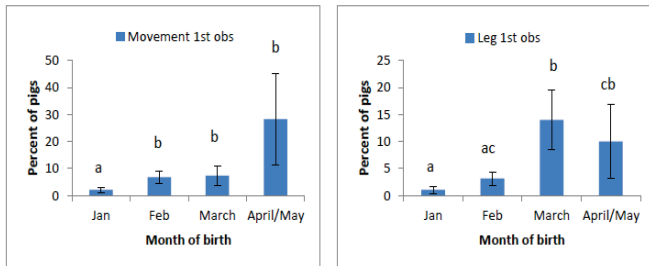 Movement 1st obs
50
40
30
20
10
0
Percent of pigs
a
b
b
b
Jan
Feb
March
April/May
Month of birth
Leg 1st obs
25
20
15
10
5
0
Percent of pigs
a
ac
b
cb
Jan
Feb
March
April/May
Month of birth